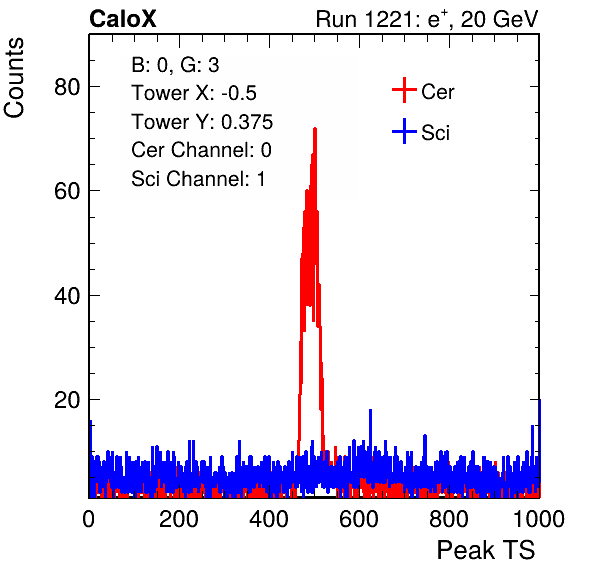 CaloX Run 1221: e⁺, 20 GeV
Counts
B: 0, G: 3
Tower X: -0.5
Tower Y: 0.375
Cer Channel: 0
Sci Channel: 1
Cer
Sci
80
60
40
20
0 200 400 600 800 1000
Peak TS